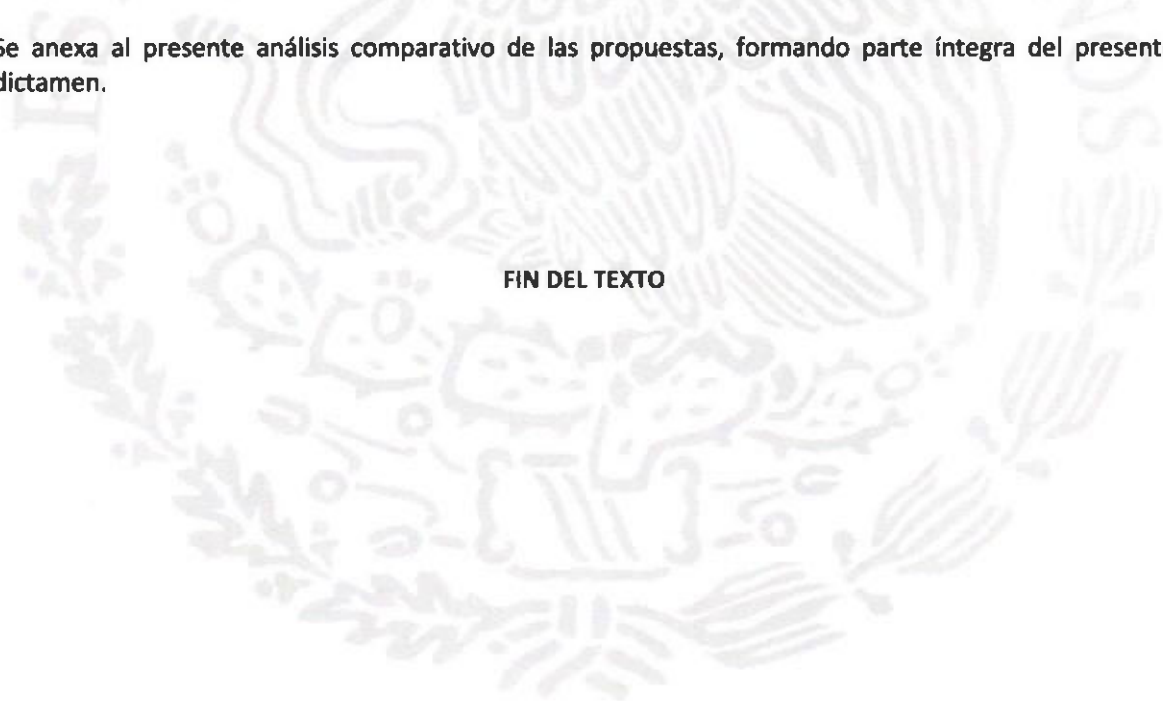 Se anexa al presente análisis comparativo de las propuestas, formando parte íntegra del present
dictamen.
FIN DEL TEXTO